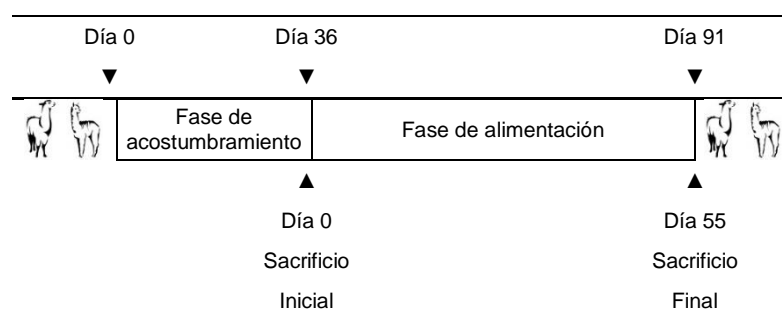 Día 0 Día 36 Día 91
Fase de
acostumbramiento
Fase de alimentación
Día 0 Día 55
Sacrificio Sacrificio
Inicial Final